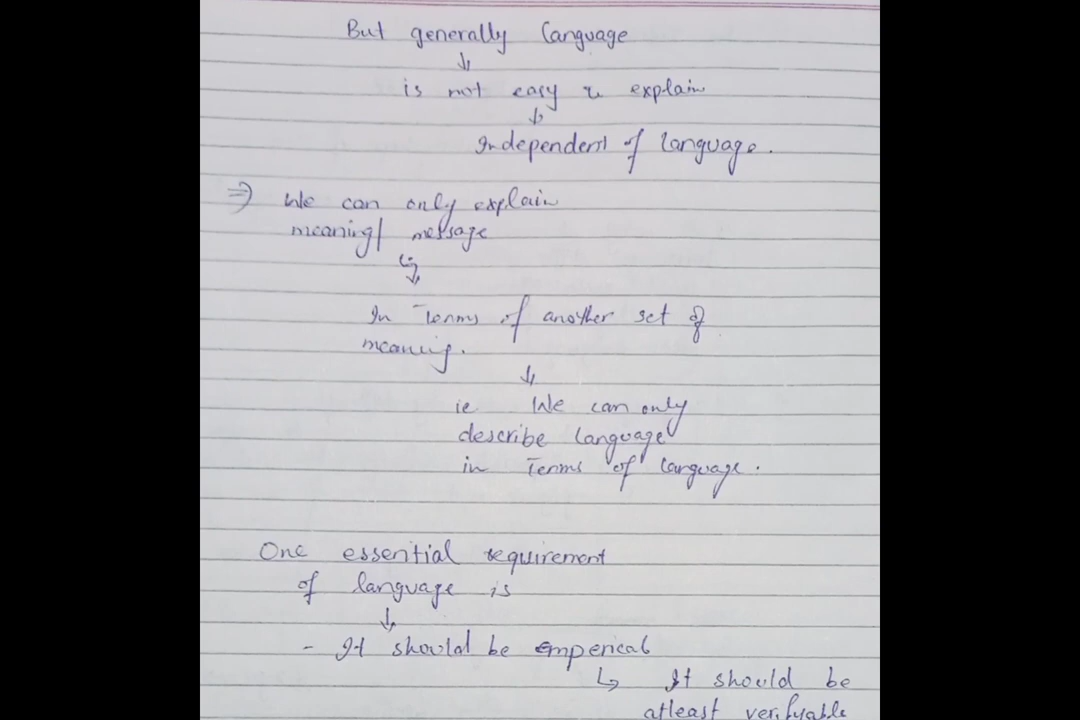 But generally language
↓
is not easy to explain
↓
Independent of language.
⇒ We can only explain
meaning/ message
↳
↓
In Terms of another set of
meaning.
↓
ie We can only
describe language
in Terms of language.
One essential requirement
of language is
↓
- It should be emperical
↳ It should be
atleast verifyable